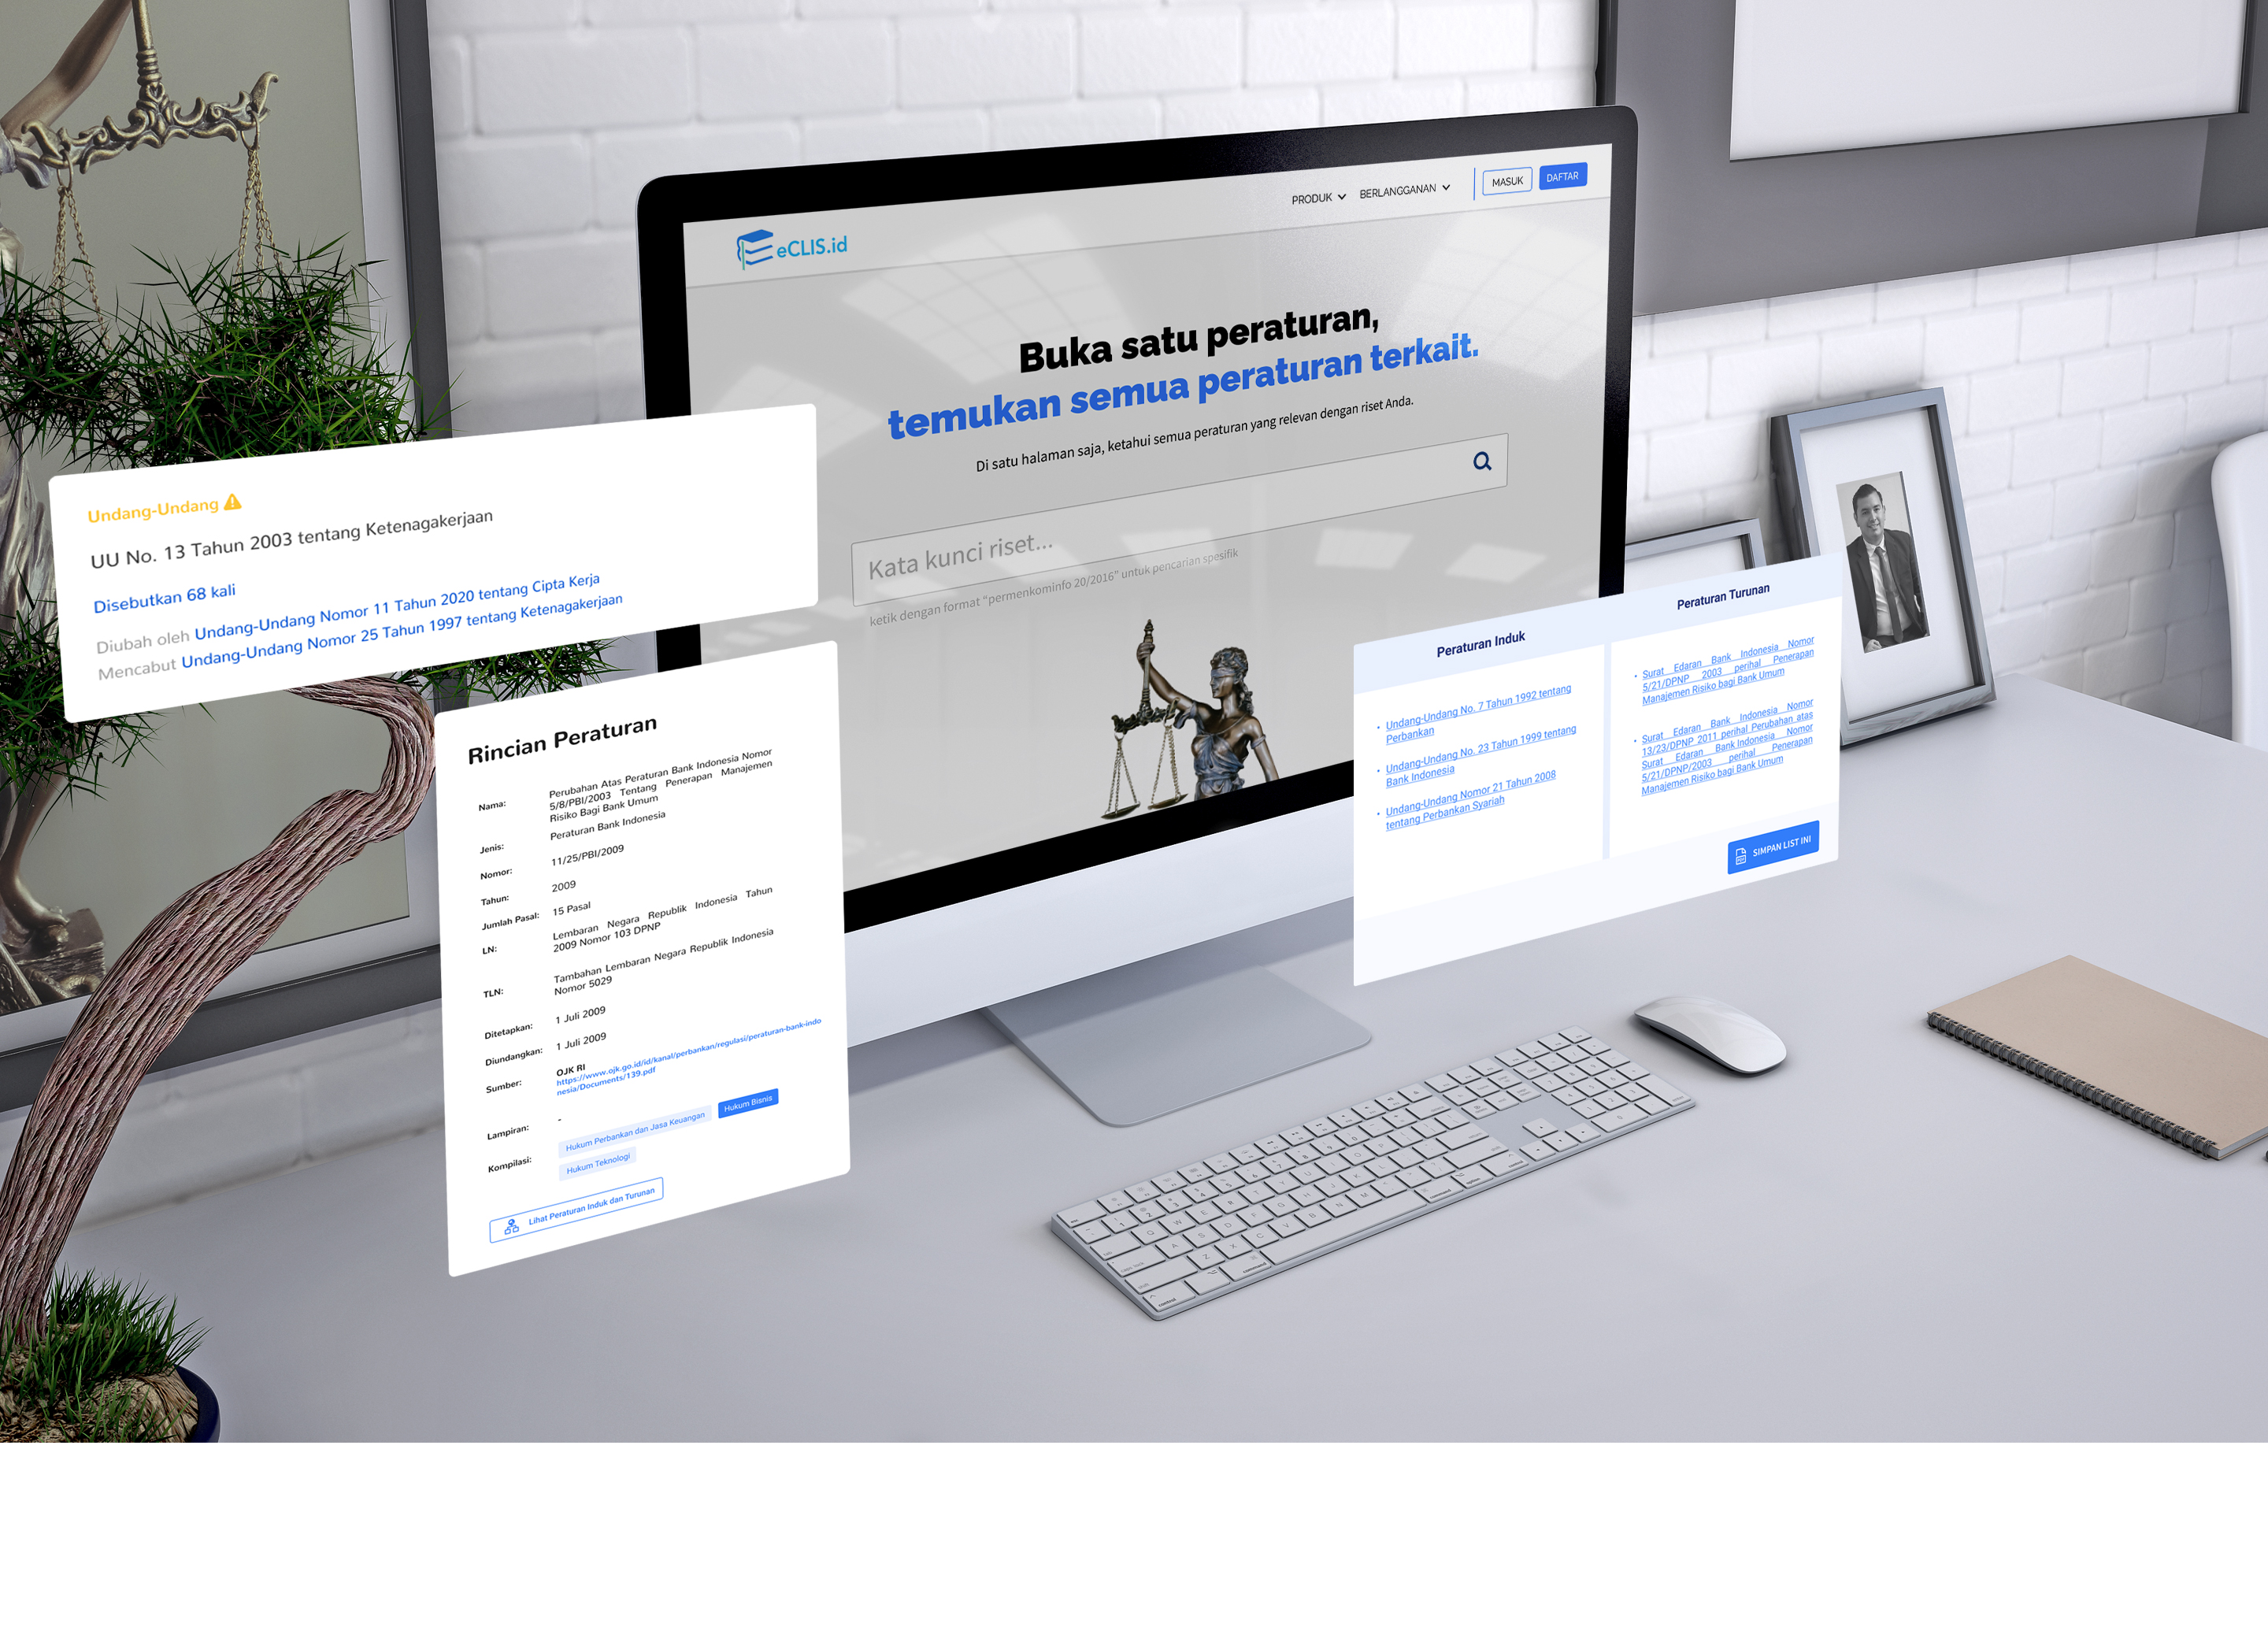 eCLIS.id
PRODUK
BERLANGGANAN
MASUK
DAFTAR
Buka satu peraturan,
temukan semua peraturan terkait.
Di satu halaman saja, ketahui semua peraturan yang relevan dengan riset Anda.
Kata kunci riset...
ketik dengan format "permenkominfo 20/2016" untuk pencarian spesifik
Undang-Undang
UU No. 13 Tahun 2003 tentang Ketenagakerjaan
Disebutkan 68 kali
Diubah oleh Undang-Undang Nomor 11 Tahun 2020 tentang Cipta Kerja
Mencabut Undang-Undang Nomor 25 Tahun 1997 tentang Ketenagakerjaan
Rincian Peraturan
Nama:
Perubahan Atas Peraturan Bank Indonesia Nomor
5/8/PBI/2003 Tentang Penerapan Manajemen
Risiko Bagi Bank Umum
Jenis:
Peraturan Bank Indonesia
Nomor:
11/25/PBI/2009
Tahun:
2009
Jumlah Pasal:
15 Pasal
LN:
Lembaran Negara Republik Indonesia Tahun
2009 Nomor 103 DPNP
TLN:
Tambahan Lembaran Negara Republik Indonesia
Nomor 5029
Ditetapkan:
1 Juli 2009
Diundangkan:
1 Juli 2009
Sumber:
OJK RI
https://www.ojk.go.id/id/kanal/perbankan/regulasi/peraturan-bank-indo
nesia/Documents/139.pdf
Lampiran:
-
Kompilasi:
Hukum Perbankan dan Jasa Keuangan
Hukum Bisnis
Hukum Teknologi
Lihat Peraturan Induk dan Turunan
Peraturan Induk
• Undang-Undang No. 7 Tahun 1992 tentang
Perbankan
• Undang-Undang No. 23 Tahun 1999 tentang
Bank Indonesia
• Undang-Undang Nomor 21 Tahun 2008
tentang Perbankan Syariah
Peraturan Turunan
• Surat Edaran Bank Indonesia Nomor
5/21/DPNP 2003 perihal Penerapan
Manajemen Risiko bagi Bank Umum
• Surat Edaran Bank Indonesia Nomor
13/23/DPNP 2011 perihal Perubahan atas
Surat Edaran Bank Indonesia Nomor
5/21/DPNP/2003 perihal Penerapan
Manajemen Risiko bagi Bank Umum
SIMPAN LIST INI